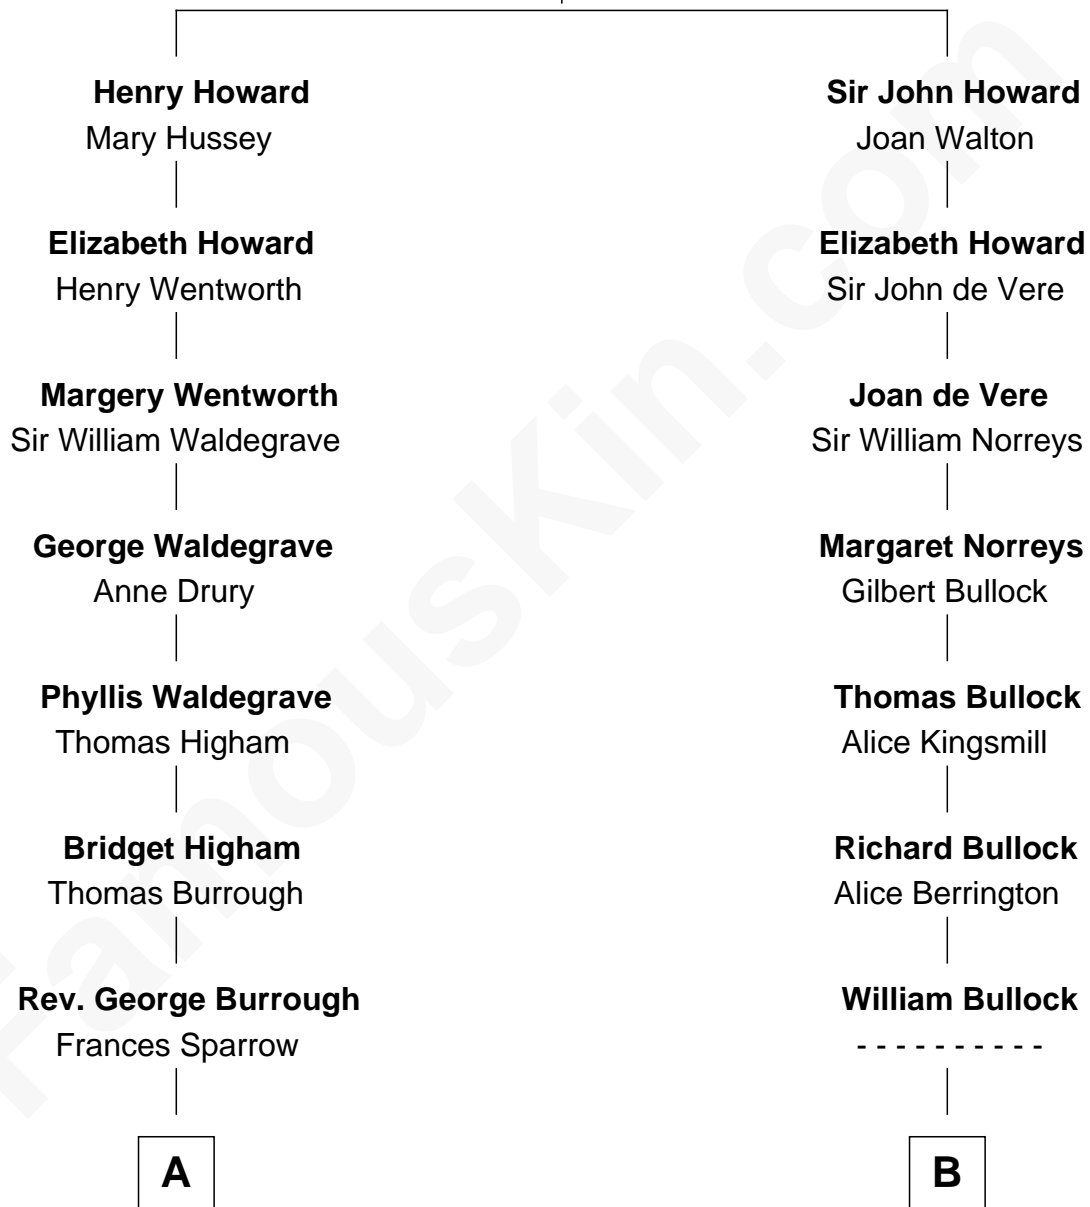 Henry Howard
Mary Hussey
Elizabeth Howard
Henry Wentworth
Margery Wentworth
Sir William Waldegrave
George Waldegrave
Anne Drury
Phyllis Waldegrave
Thomas Higham
Bridget Higham
Thomas Burrough
Rev. George Burrough
Frances Sparrow
A
Sir John Howard
Joan Walton
Elizabeth Howard
Sir John de Vere
Joan de Vere
Sir William Norreys
Margaret Norreys
Gilbert Bullock
Thomas Bullock
Alice Kingsmill
Richard Bullock
Alice Berrington
William Bullock
- - - - - - - - - -
B
FamousKin.com